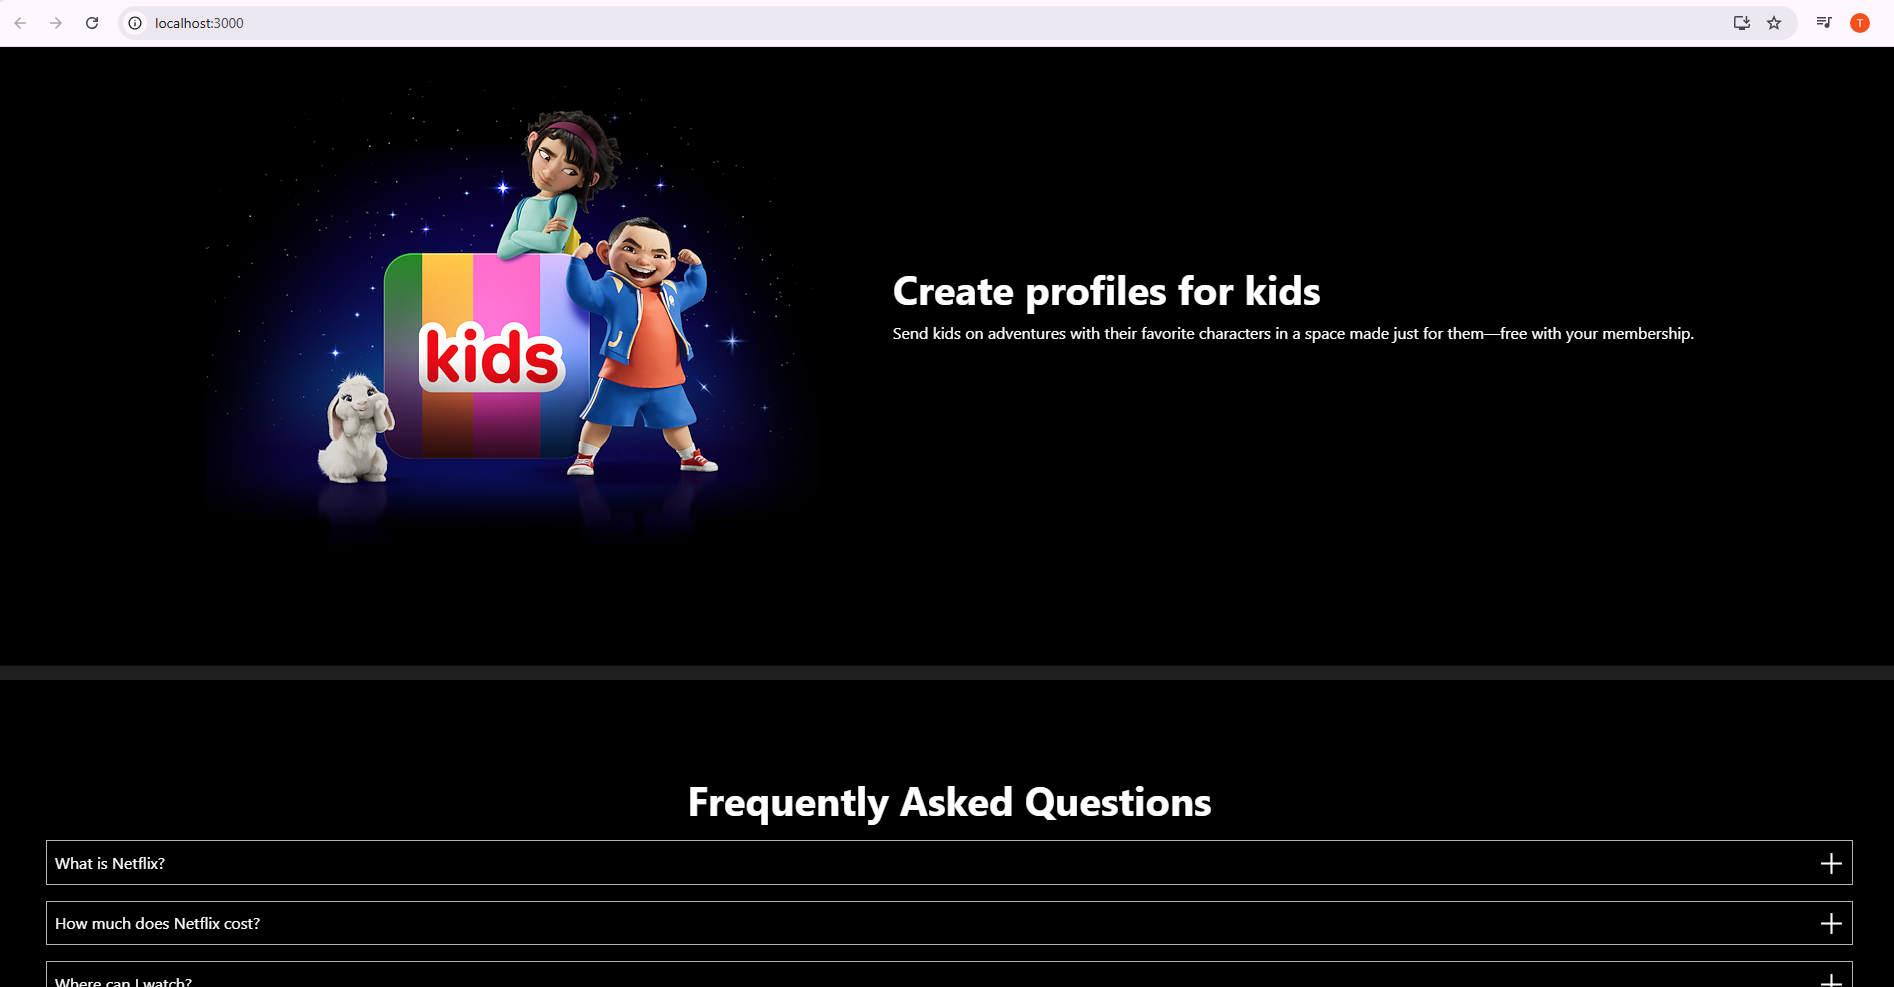 localhost:3000
T
kids
Create profiles for kids
Send kids on adventures with their favorite characters in a space made just for them—free with your membership.
Frequently Asked Questions
What is Netflix?
How much does Netflix cost?
Where can I watch?